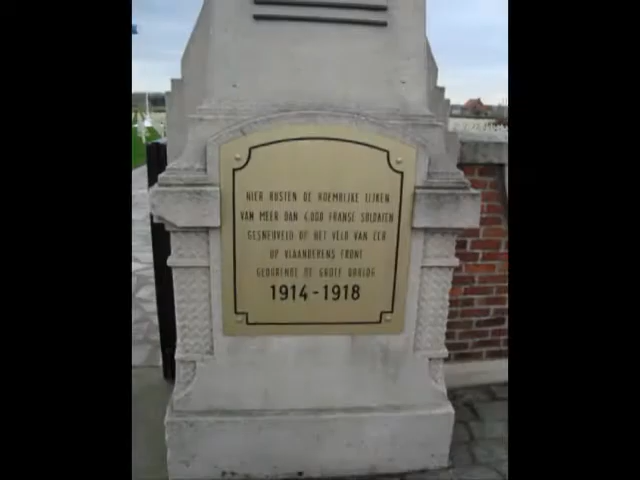 HIER RUSTEN DE ROEMRIJKE LIJKEN
VAN MEER DAN 4.000 FRANSE SOLDATEN
GESNEUVELD OP HET VELD VAN EER
OP VLAANDERENS FRONT
GEDURENDE DE GROTE OORLOG
1914-1918